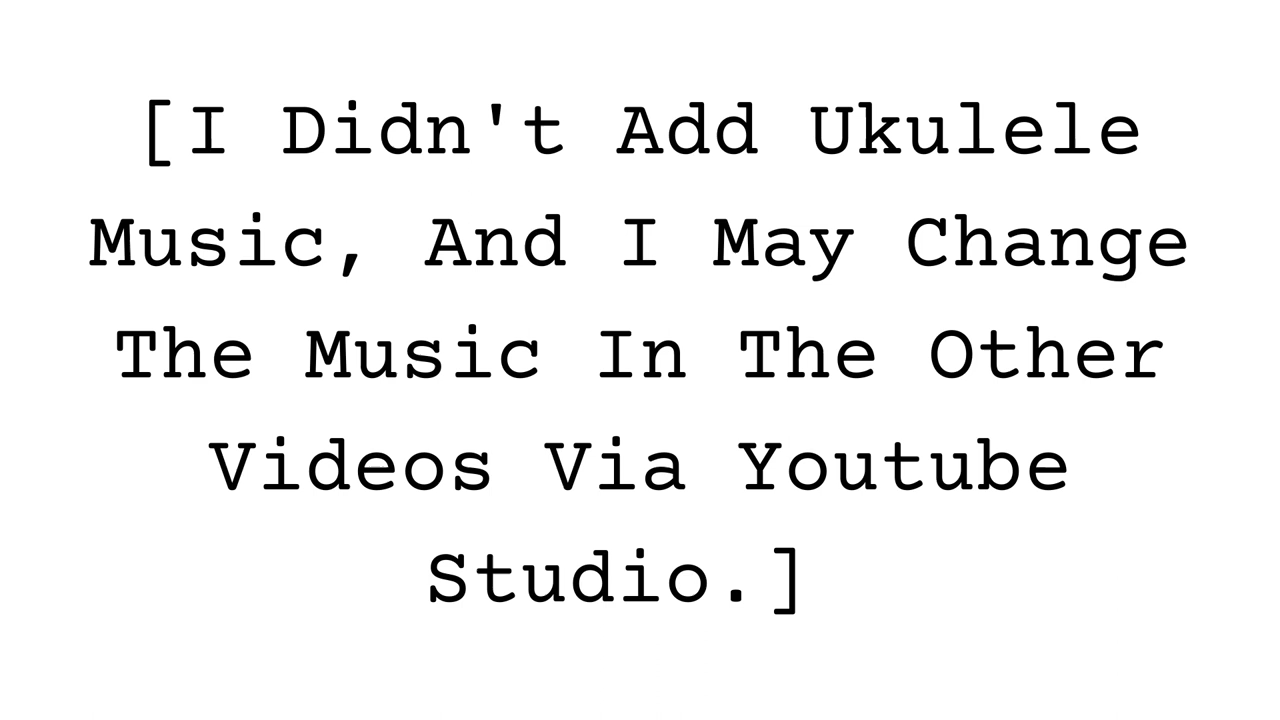 [I Didn't Add Ukulele
Music, And I May Change
The Music In The Other
Videos Via Youtube
Studio.]